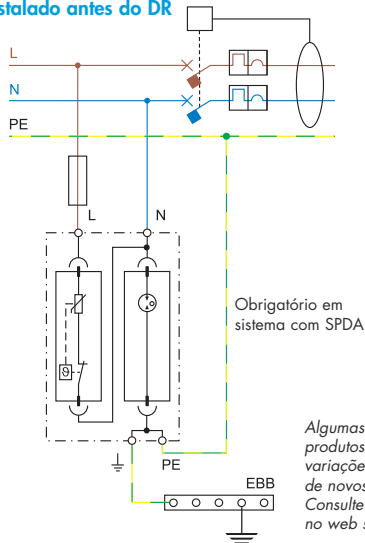 stalado antes do DR
L
N
PE
L
N
Obrigatório em
sistema com SPDA
PE
EBB
Algumas
produtos
variaçõe
de novos
Consulte
no web s